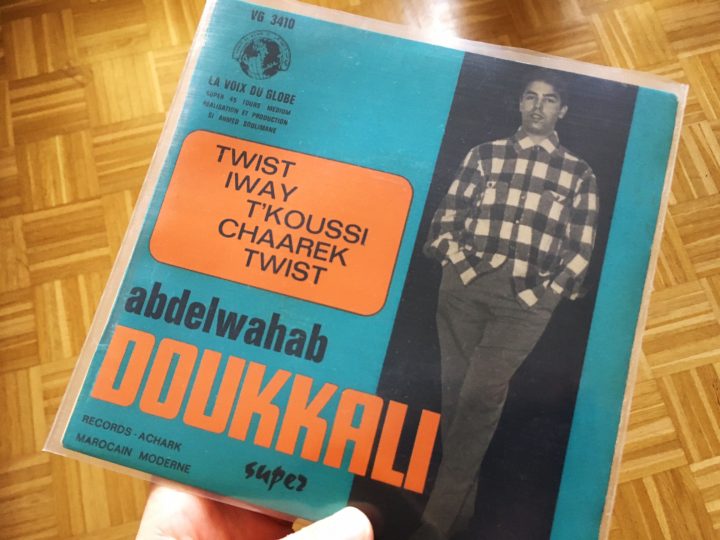 VG 3410
LA VOIX DU GLOBE
SUPER 45 TOURS MEDIUM
REALISATION ET PRODUCTION
SI AHMED SOULIMANE
TWIST
IWAY
T'KOUSSI
CHAAREK
TWIST
abdelwahab
DOUKKALI
RECORDS - ACHARK
MAROCAIN MODERNE
super